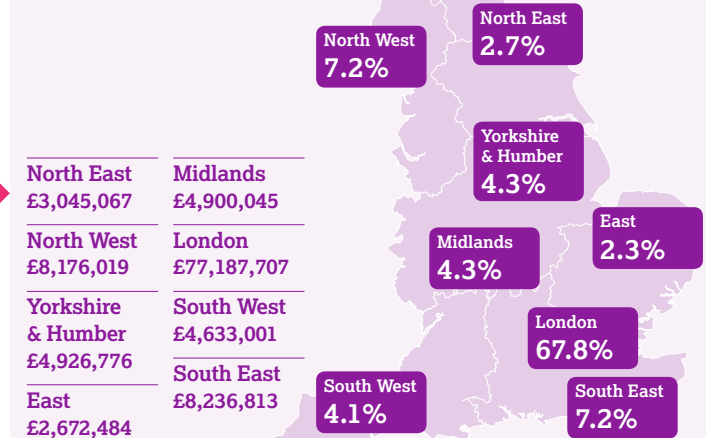 North East
£3,045,067
North West
£8,176,019
Yorkshire
& Humber
£4,926,776
East
£2,672,484
Midlands
£4,900,045
London
£77,187,707
South West
£4,633,001
South East
£8,236,813
North East
2.7%
North West
7.2%
Yorkshire
& Humber
4.3%
East
2.3%
Midlands
4.3%
London
67.8%
South West
4.1%
South East
7.2%